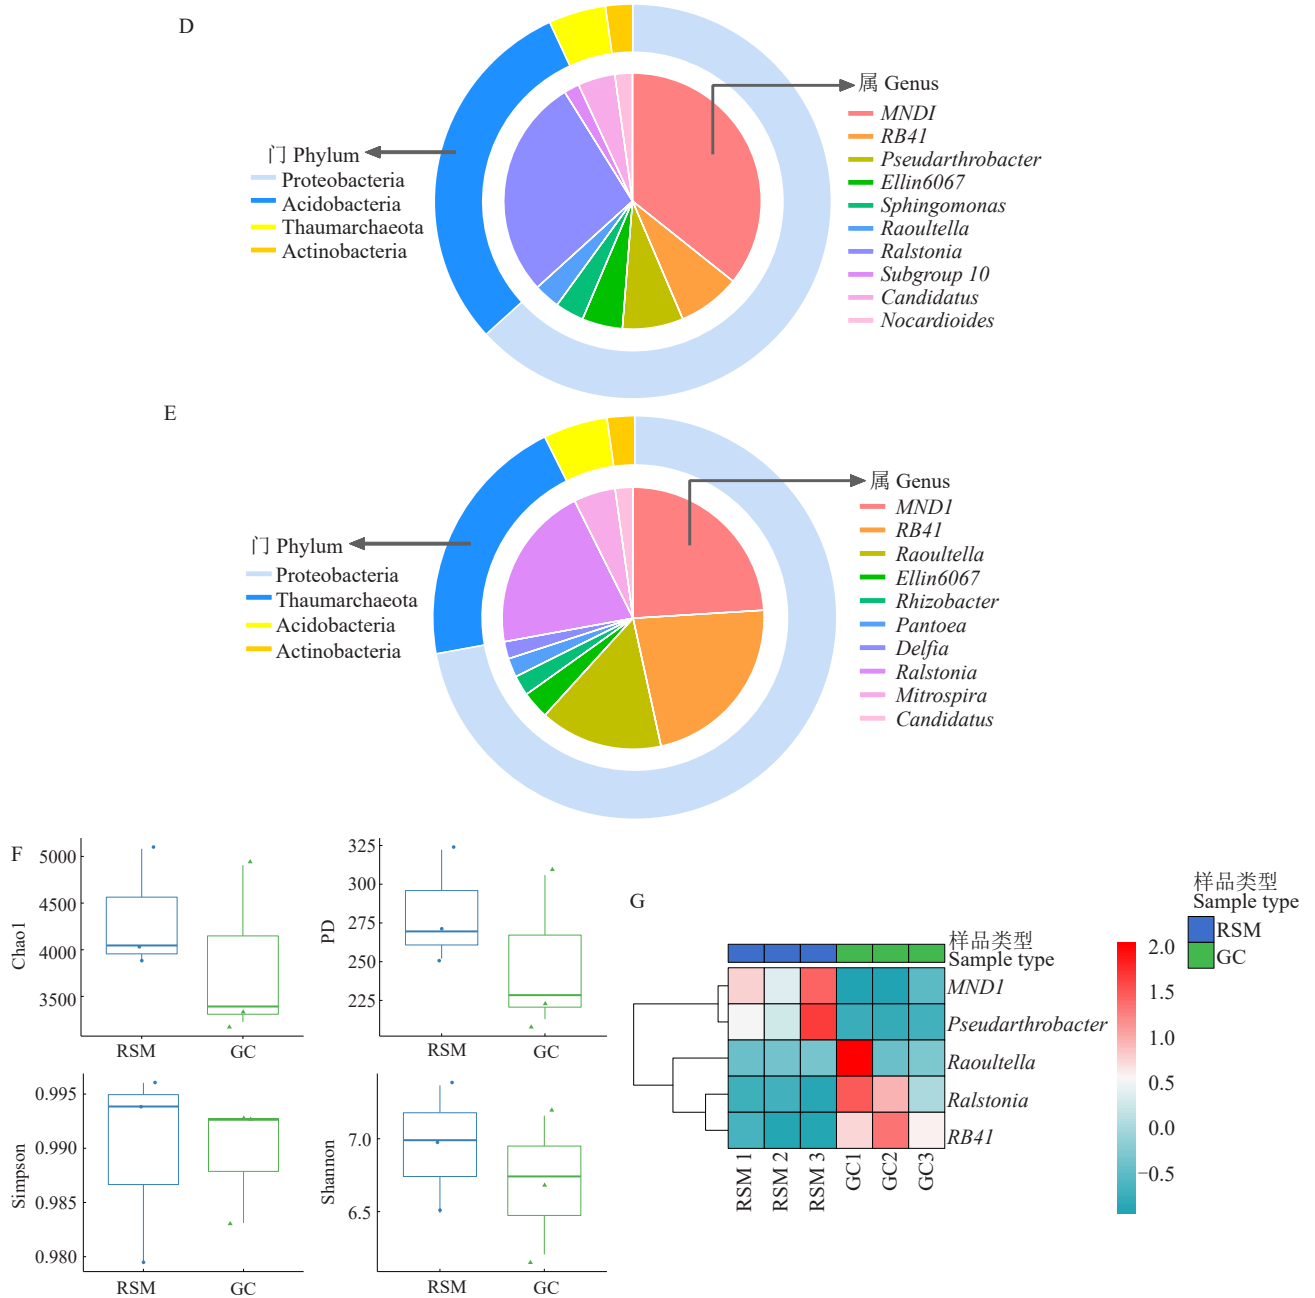 D
属 Genus
MNDI
RB41
Pseudarthrobacter
Ellin6067
Sphingomonas
Raoultella
Ralstonia
Subgroup 10
Candidatus
Nocardioides
门 Phylum
Proteobacteria
Acidobacteria
Thaumarchaeota
Actinobacteria
E
属 Genus
MND1
RB41
Raoultella
Ellin6067
Rhizobacter
Pantoea
Delfia
Ralstonia
Mitrospira
Candidatus
门 Phylum
Proteobacteria
Thaumarchaeota
Acidobacteria
Actinobacteria
F
Chao1
5000
4500
4000
3500
RSM
GC
PD
325
300
275
250
225
RSM
GC
Simpson
0.995
0.990
0.985
0.980
RSM
GC
Shannon
7.0
6.5
RSM
GC
G
样品类型
Sample type
RSM
GC
样品类型
Sample type
MND1
Pseudarthrobacter
Raoultella
Ralstonia
RB41
RSM 1
RSM 2
RSM 3
GC1
GC2
GC3
2.0
1.5
1.0
0.5
0.0
−0.5